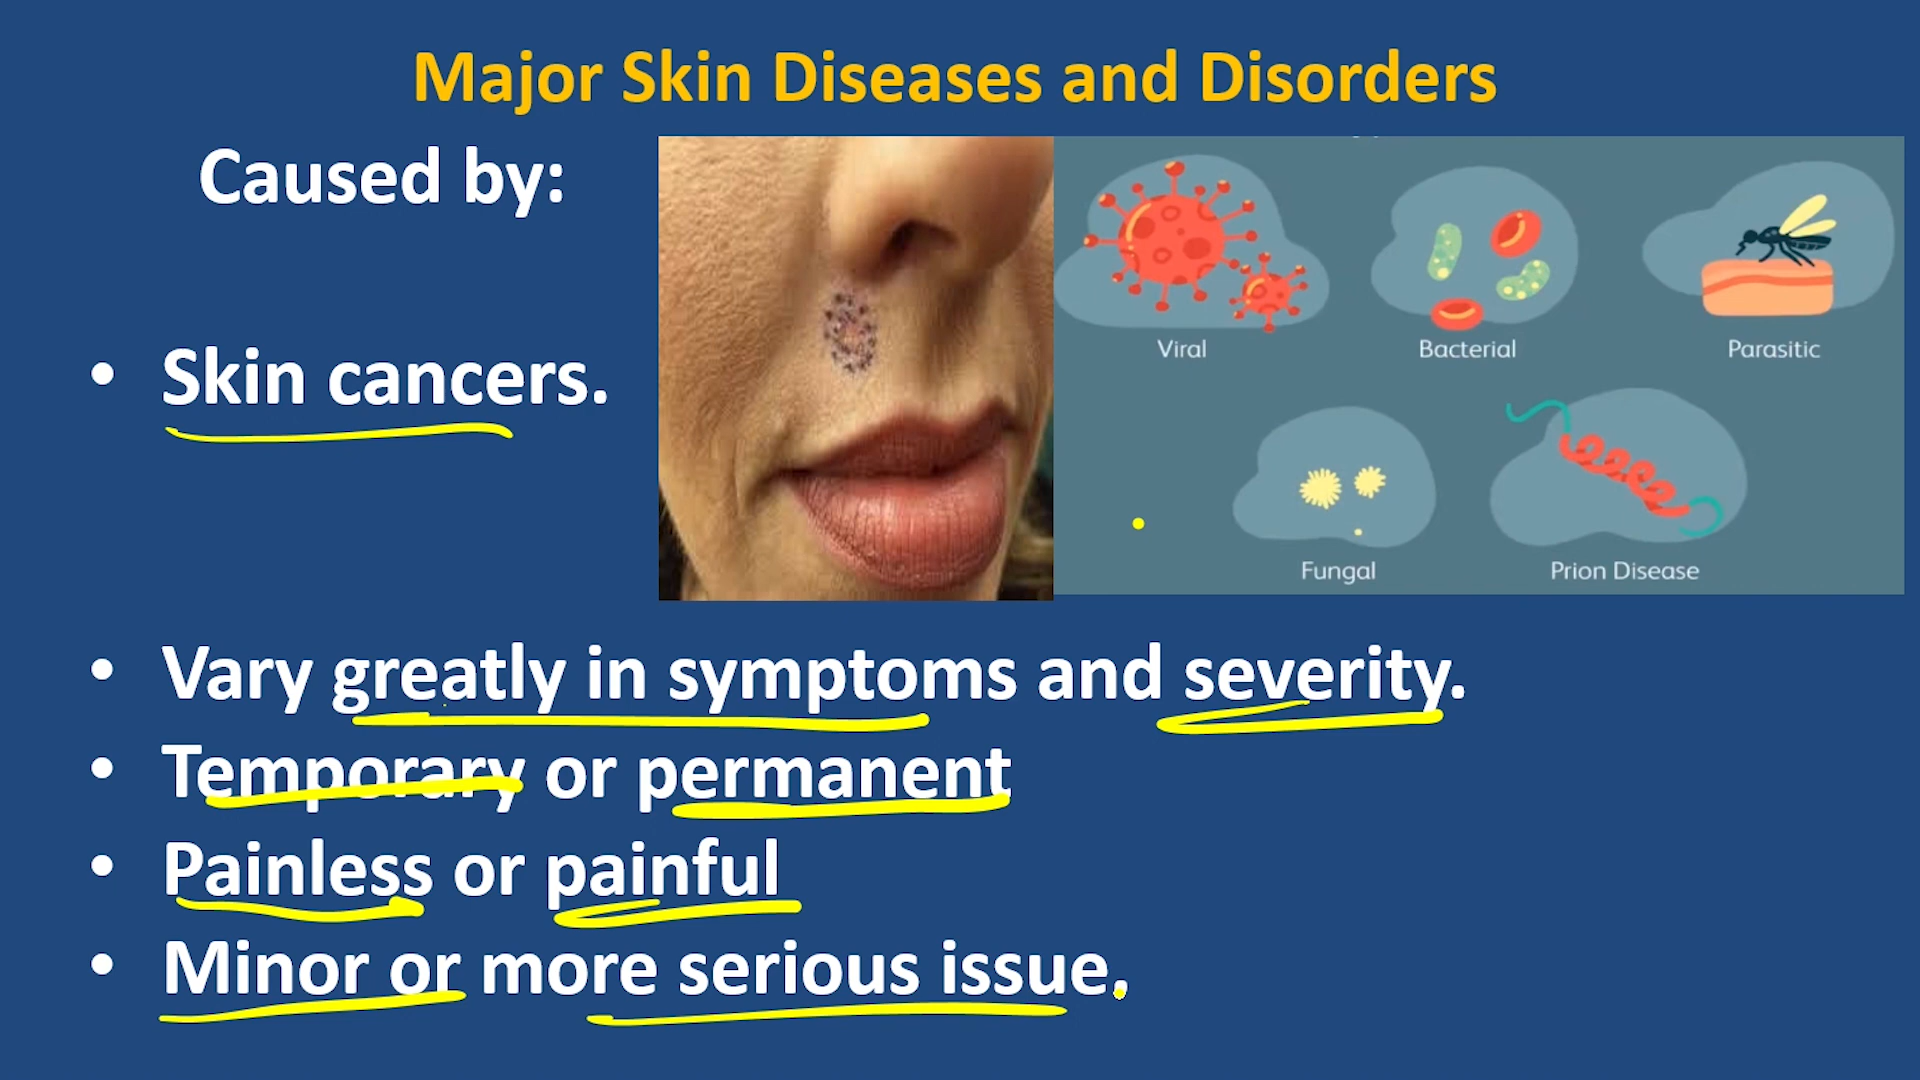 Major Skin Diseases and Disorders
Caused by:
• Skin cancers.
Viral
Bacterial
Parasitic
Fungal
Prion Disease
• Vary greatly in symptoms and severity.
• Temporary or permanent
• Painless or painful
• Minor or more serious issue.